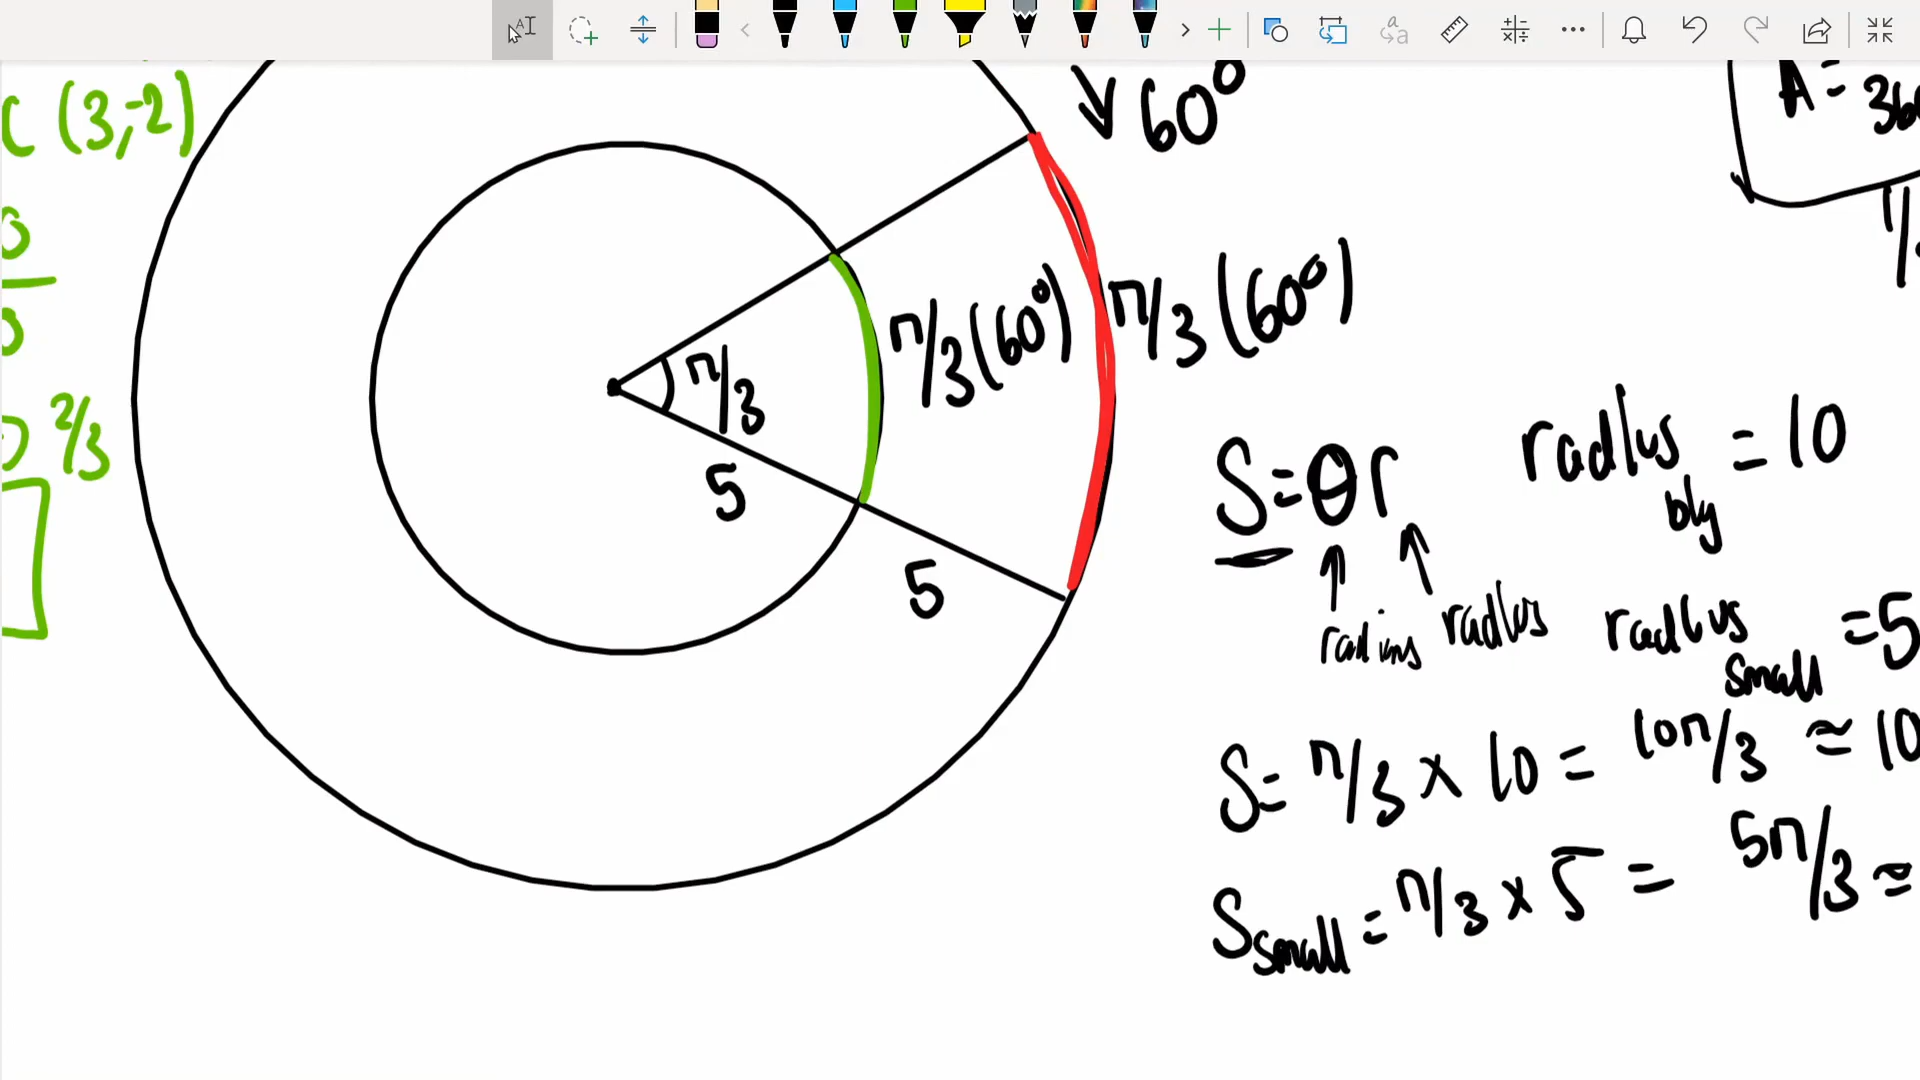 C (3,-2)
2/3
60°
A =
π/3
π/3 (60°)
π/3 (60°)
5
5
S=θr
radians
radius
radius big = 10
radius small =5
S= π/3 x 10 = 10π/3 ≈ 10
S small = π/3 x 5 = 5π/3 ≈